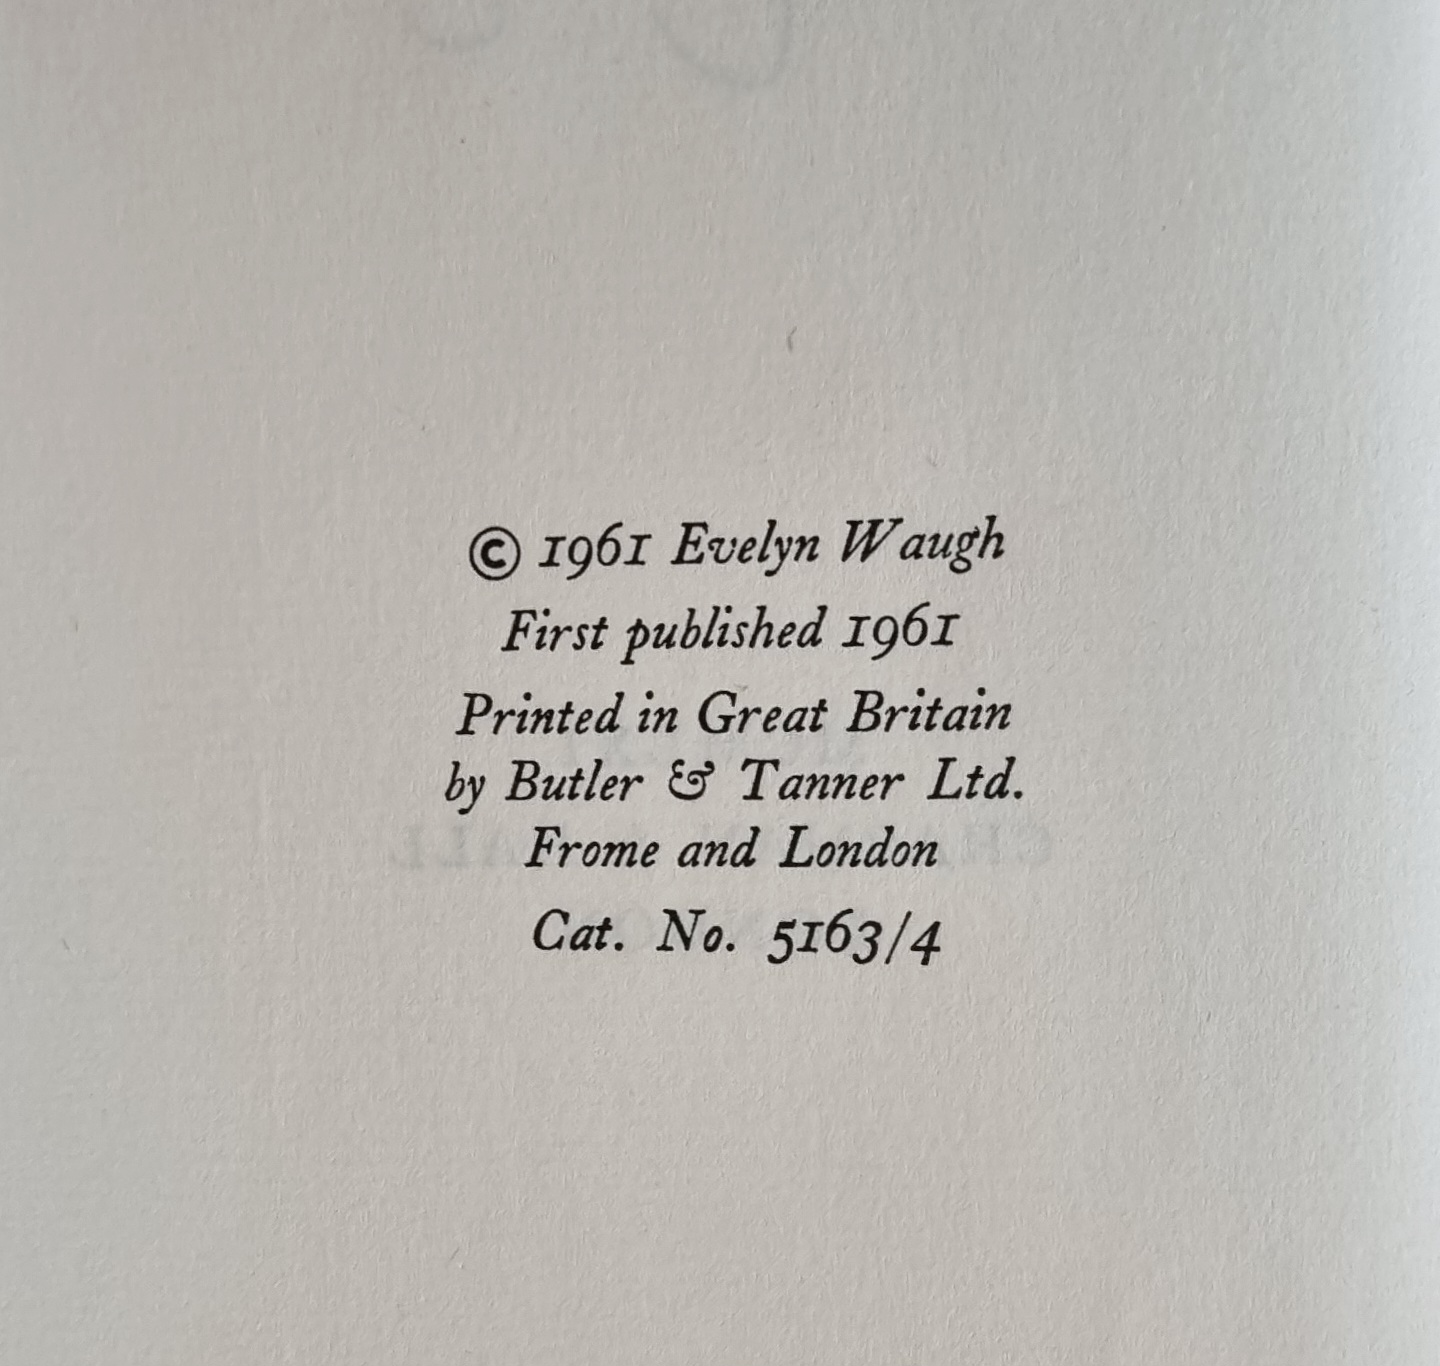 © 1961 Evelyn Waugh
First published 1961
Printed in Great Britain
by Butler & Tanner Ltd.
Frome and London
Cat. No. 5163/4